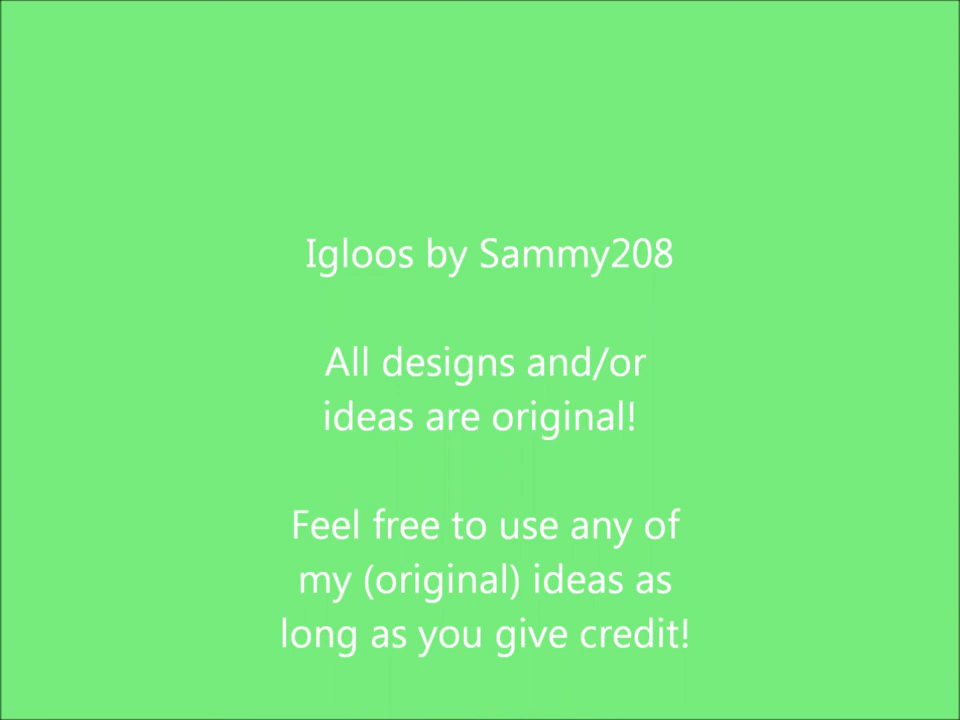 Igloos by Sammy208
All designs and/or
ideas are original!
Feel free to use any of
my (original) ideas as
long as you give credit!